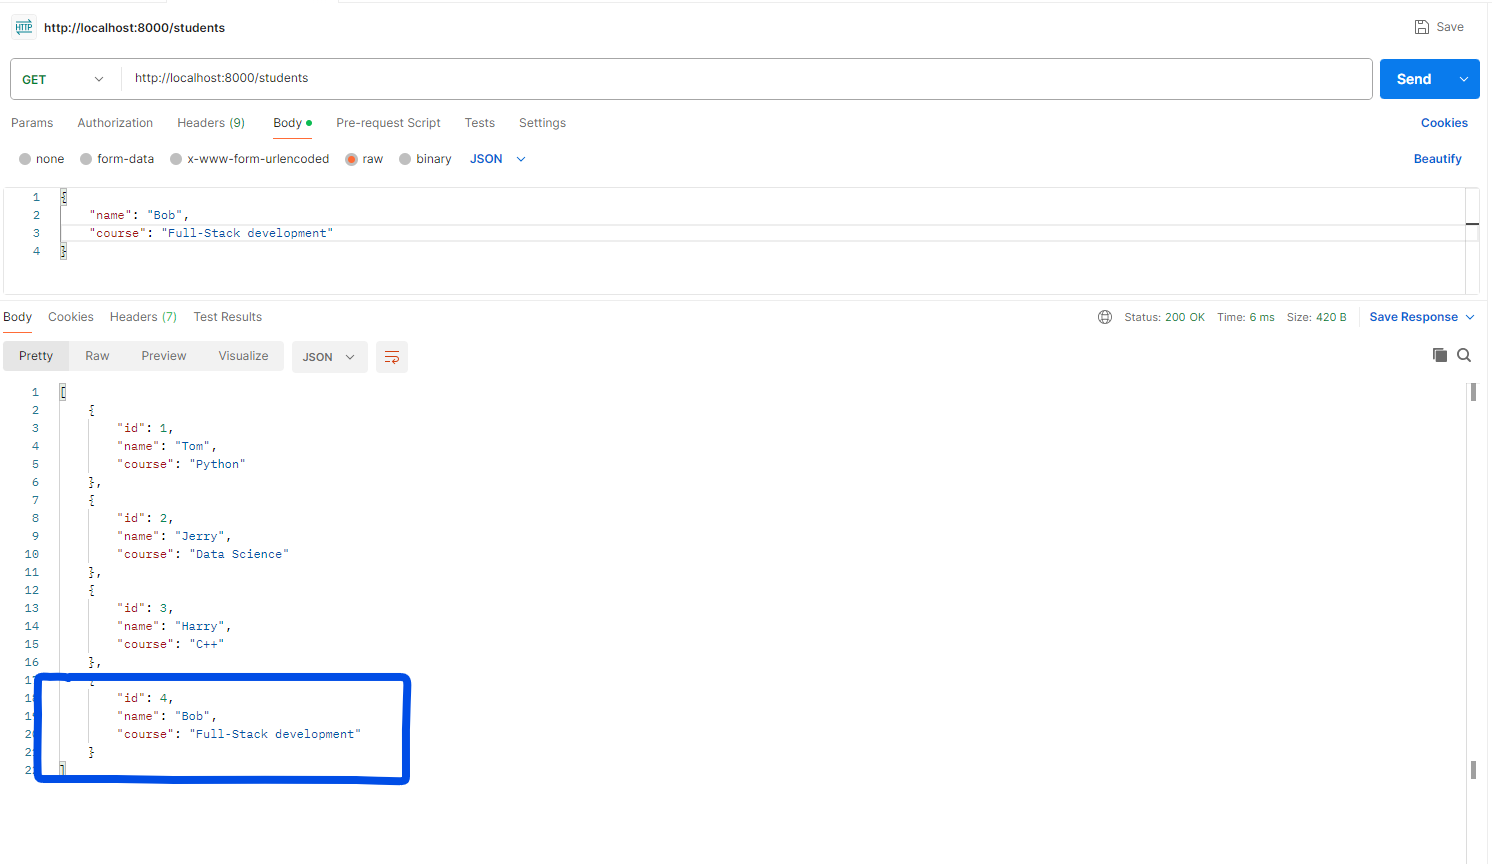 HTTP http://localhost:8000/students Save
GET http://localhost:8000/students Send
Params Authorization Headers (9) Body Pre-request Script Tests Settings Cookies
none form-data x-www-form-urlencoded raw binary JSON Beautify
1 {
2 "name": "Bob",
3 "course": "Full-Stack development"
4 }
Body Cookies Headers (7) Test Results Status: 200 OK Time: 6 ms Size: 420 B Save Response
Pretty Raw Preview Visualize JSON
1 [
2 {
3 "id": 1,
4 "name": "Tom",
5 "course": "Python"
6 },
7 {
8 "id": 2,
9 "name": "Jerry",
10 "course": "Data Science"
11 },
12 {
13 "id": 3,
14 "name": "Harry",
15 "course": "C++"
16 },
17 {
"id": 4,
"name": "Bob",
"course": "Full-Stack development"
}
]